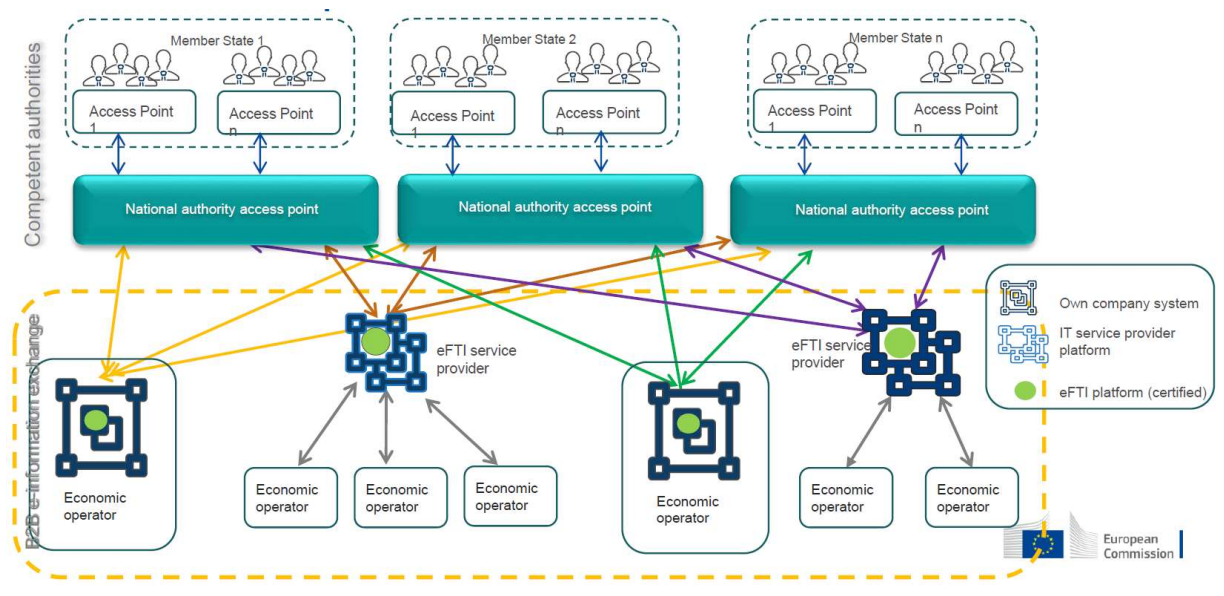 Competent authorities
Member State 1
Access Point
1
Access Point
n
Member State 2
Access Point
1
Access Point
n
Member State n
Access Point
1
Access Point
n
National authority access point
National authority access point
National authority access point
B2B e-information exchange
Economic
operator
eFTI service
provider
Economic
operator
Economic
operator
Economic
operator
Economic
operator
eFTI service
provider
Economic
operator
Economic
operator
Own company system
IT service provider
platform
eFTI platform (certified)
European
Commission